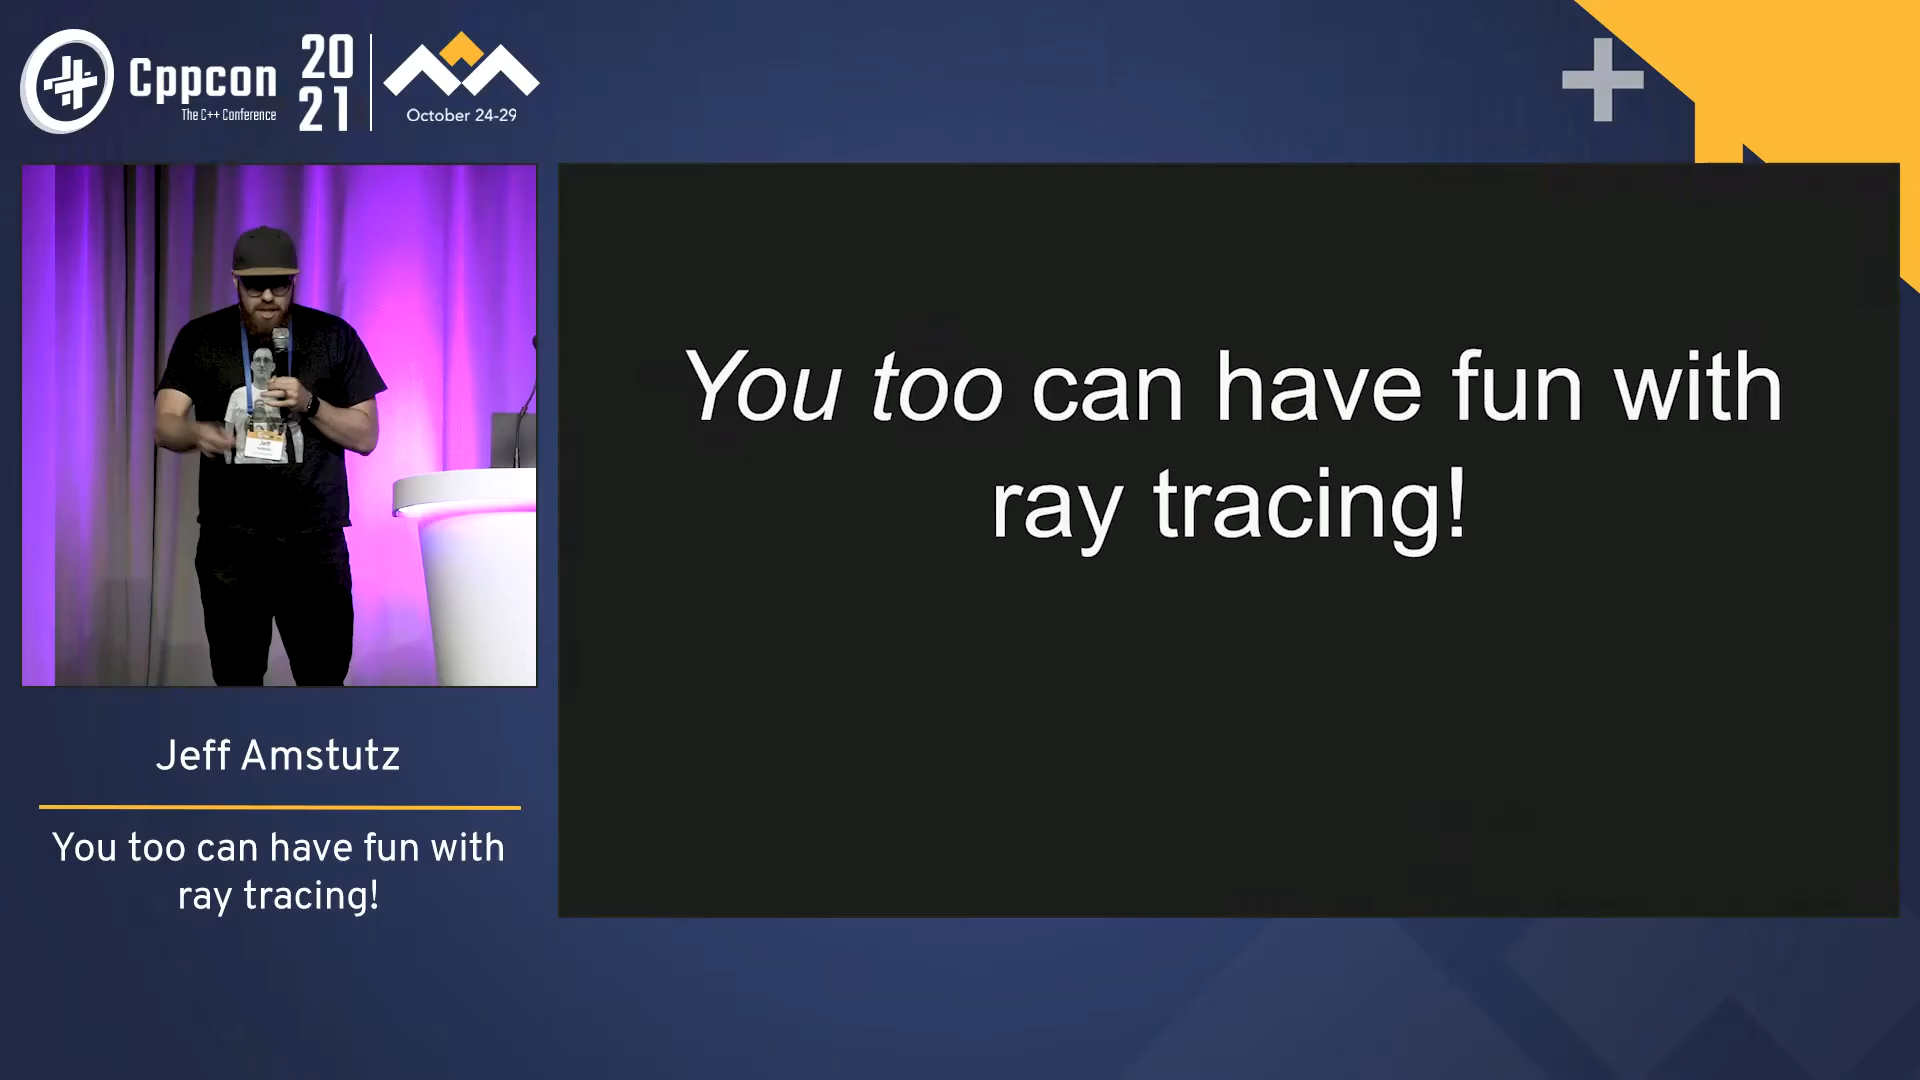 Cppcon
The C++ Conference
20
21
October 24-29
You too can have fun with
ray tracing!
Jeff
Jeff Amstutz
You too can have fun with
ray tracing!